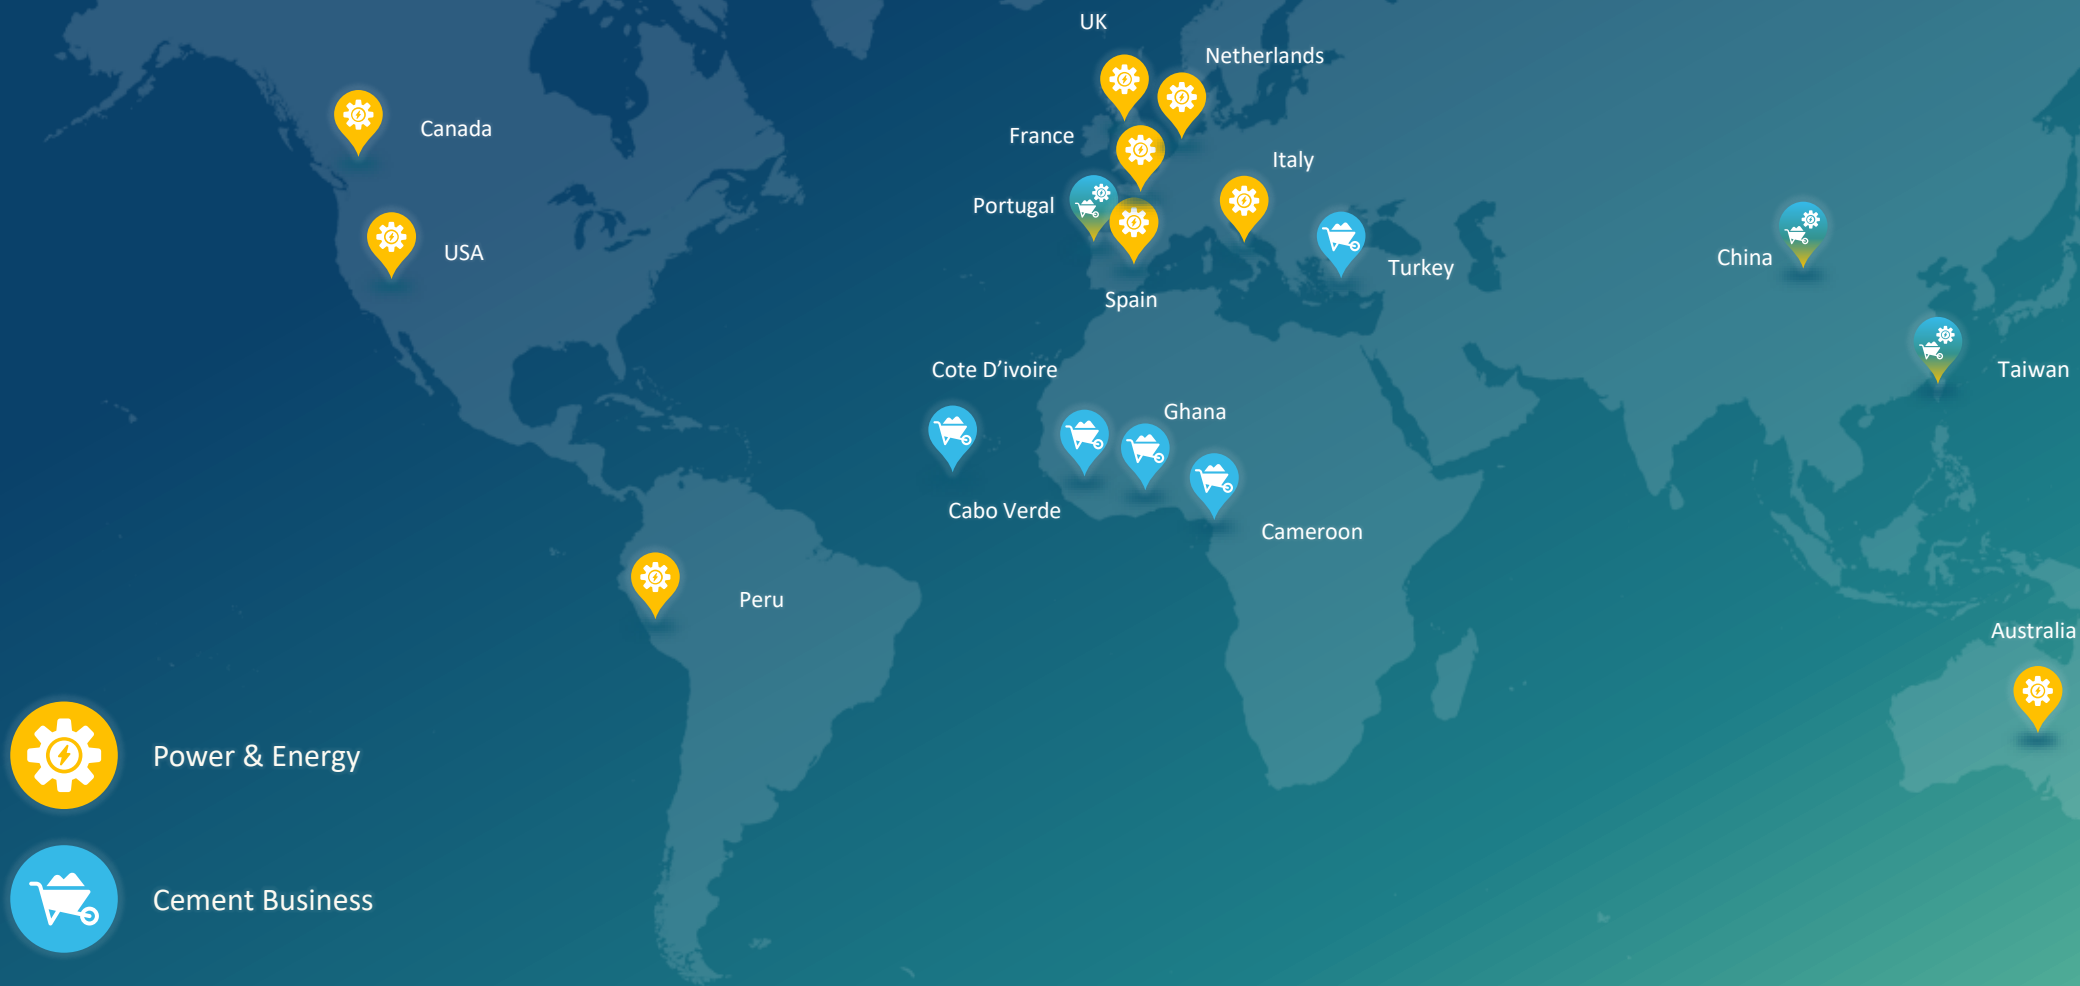 UK
Netherlands
Canada
France
Italy
Portugal
USA
China
Turkey
Spain
Cote D’ivoire
Taiwan
Ghana
Cabo Verde
Cameroon
Peru
Australia
Power & Energy
Cement Business